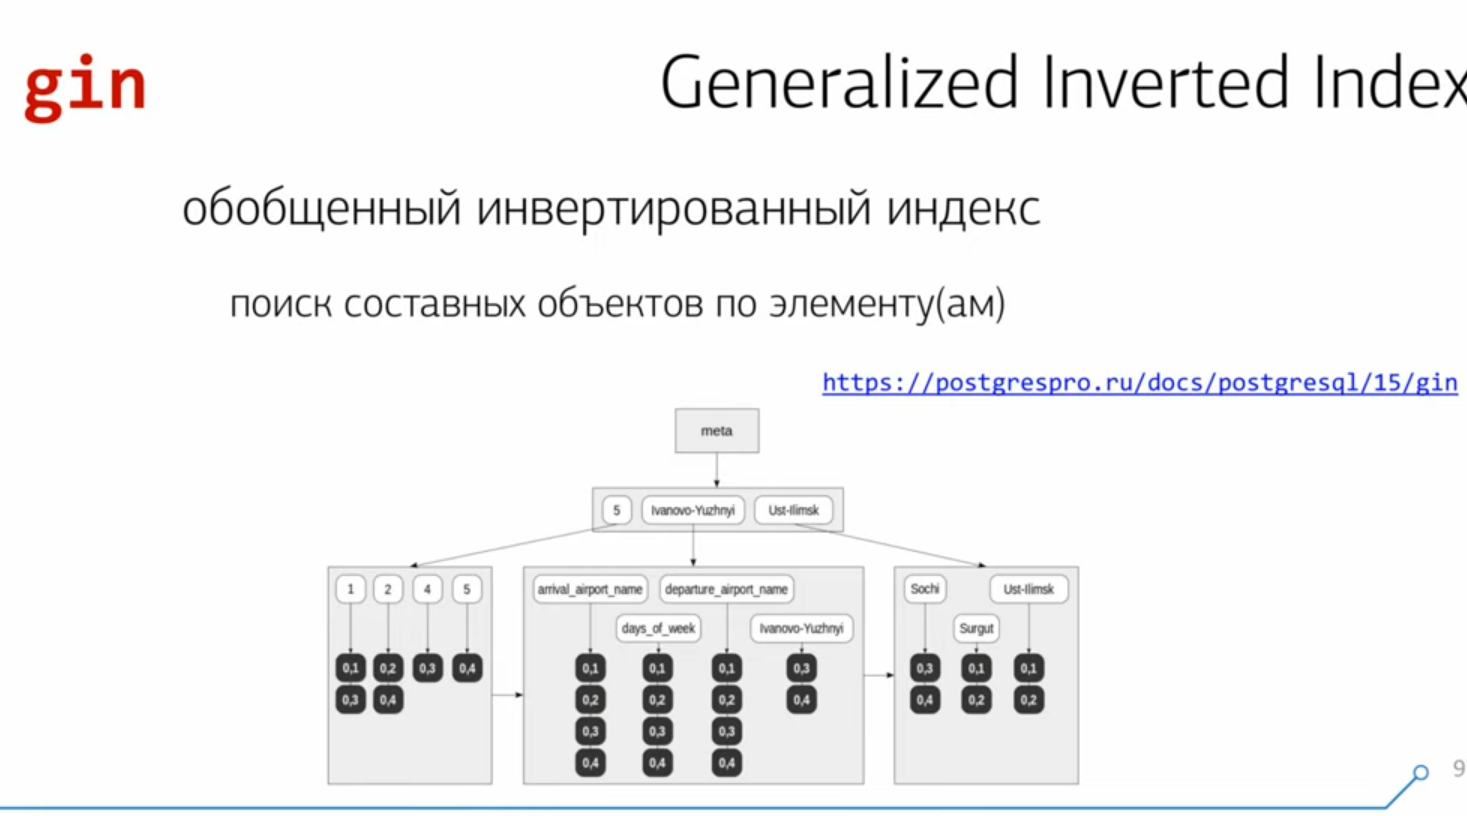 gin
Generalized Inverted Index
обобщенный инвертированный индекс
поиск составных объектов по элементу(ам)
https://postgrespro.ru/docs/postgresql/15/gin
meta
5 Ivanovo-Yuzhnyi Ust-Ilimsk
1 2 4 5
0,1 0,2 0,3 0,4
0,3 0,4
arrival_airport_name departure_airport_name
days_of_week Ivanovo-Yuzhnyi
0,1 0,1 0,1 0,3
0,2 0,2 0,2 0,4
0,3 0,3 0,3
0,4 0,4 0,4
Sochi Ust-Ilimsk
Surgut
0,3 0,1 0,1
0,4 0,2 0,2
9